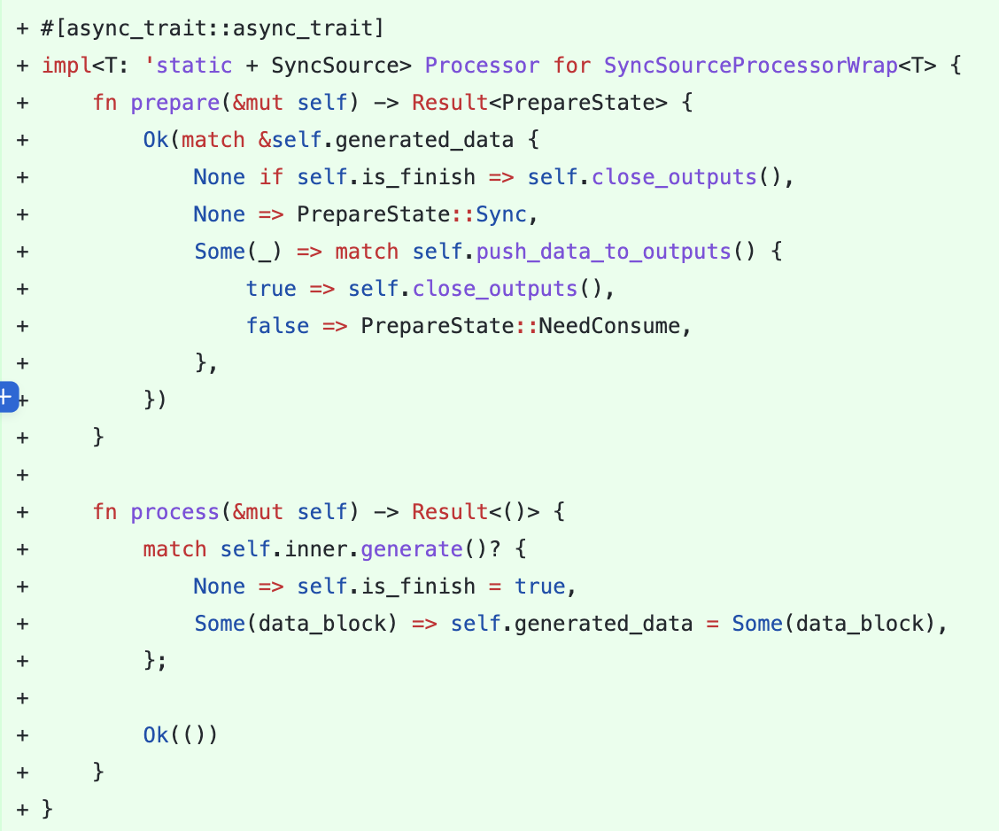 + #[async_trait::async_trait]
+ impl<T: 'static + SyncSource> Processor for SyncSourceProcessorWrap<T> {
+     fn prepare(&mut self) -> Result<PrepareState> {
+         Ok(match &self.generated_data {
+             None if self.is_finish => self.close_outputs(),
+             None => PrepareState::Sync,
+             Some(_) => match self.push_data_to_outputs() {
+                 true => self.close_outputs(),
+                 false => PrepareState::NeedConsume,
+             },
+ +         })
+     }
+
+     fn process(&mut self) -> Result<()> {
+         match self.inner.generate()? {
+             None => self.is_finish = true,
+             Some(data_block) => self.generated_data = Some(data_block),
+         };
+
+         Ok(())
+     }
+ }